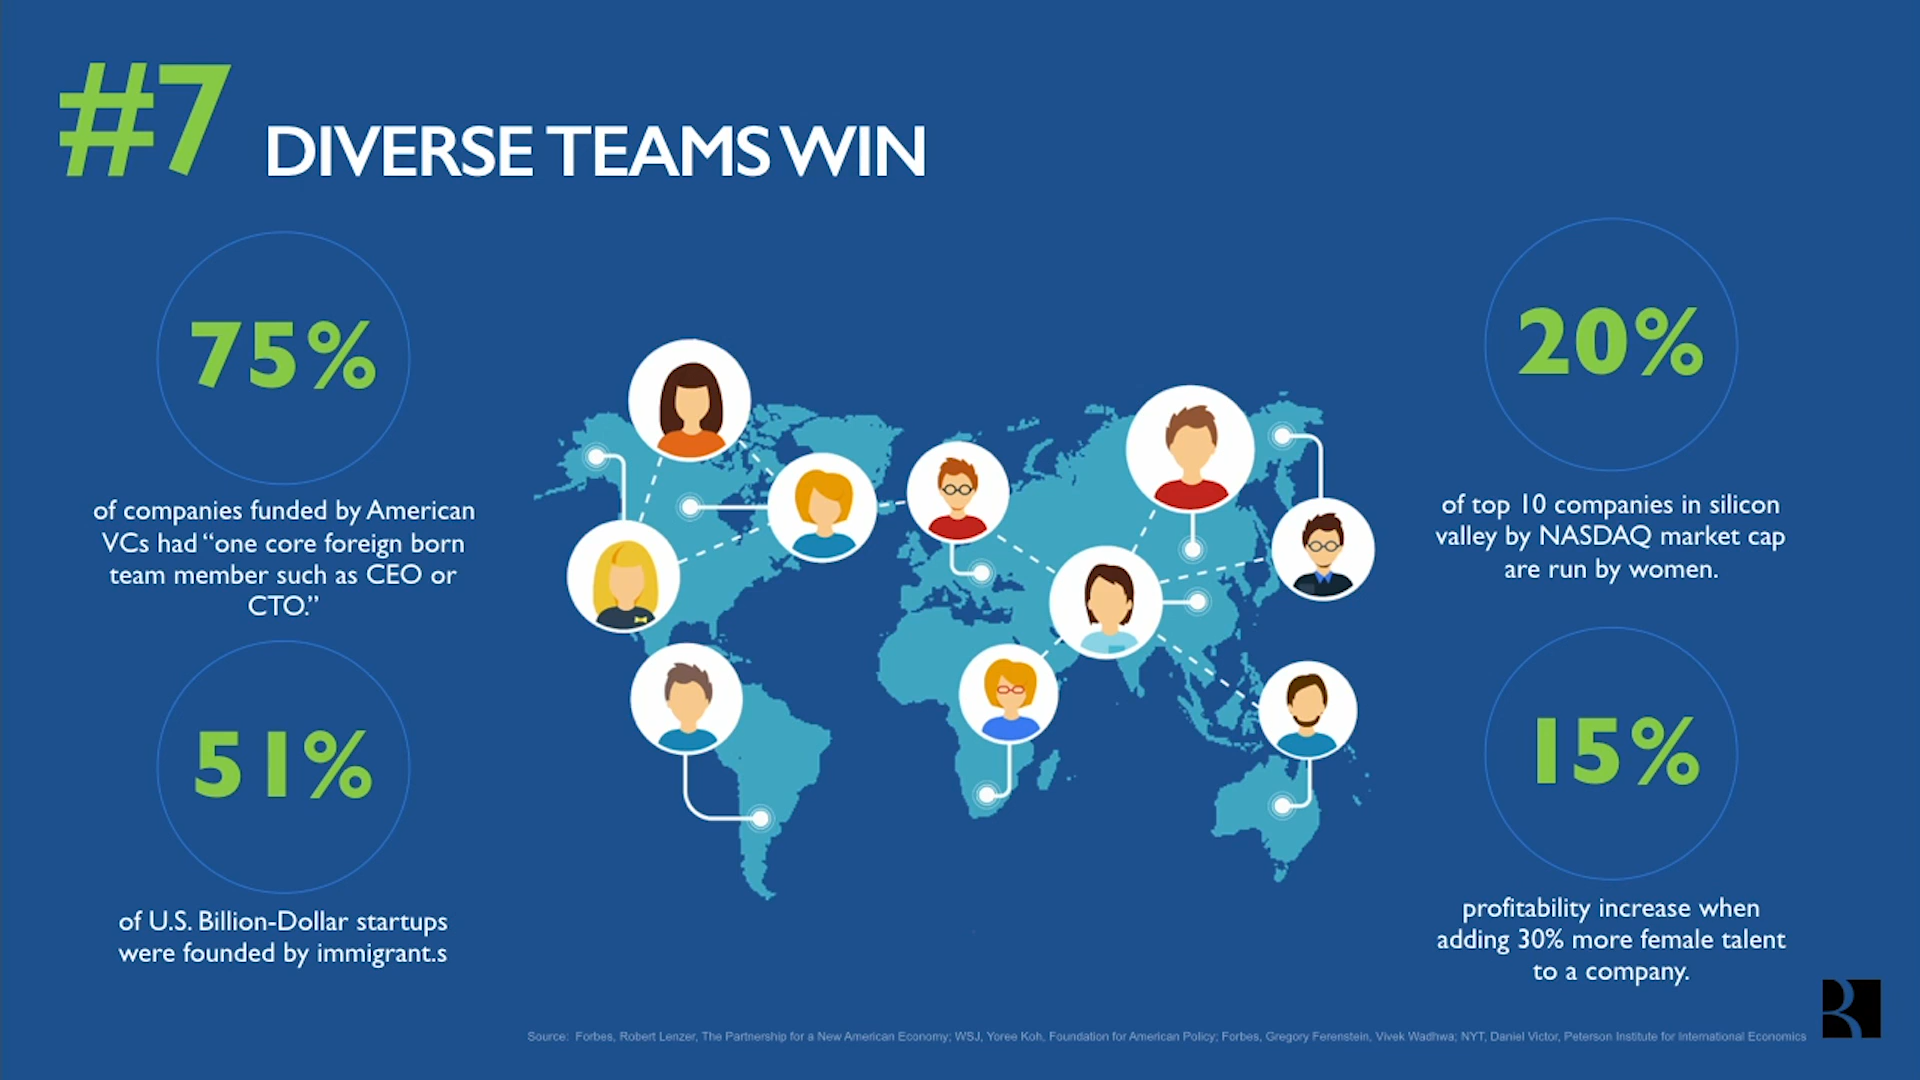 #7 DIVERSE TEAMS WIN
75%
of companies funded by American
VCs had “one core foreign born
team member such as CEO or
CTO.”
51%
of U.S. Billion-Dollar startups
were founded by immigrant.s
20%
of top 10 companies in silicon
valley by NASDAQ market cap
are run by women.
15%
profitability increase when
adding 30% more female talent
to a company.
Source: Forbes, Robert Lenzer, The Partnership for a New American Economy; WSJ, Yoree Koh, Foundation for American Policy; Forbes, Gregory Ferenstein, Vivek Wadhwa; NYT, Daniel Victor, Peterson Institute for International Economics